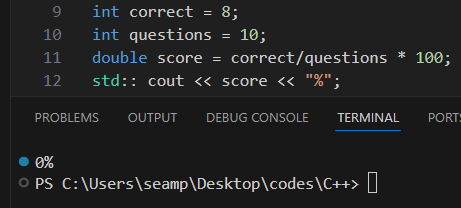 9 int correct = 8;
10 int questions = 10;
11 double score = correct/questions * 100;
12 std:: cout << score << "%";
PROBLEMS OUTPUT DEBUG CONSOLE TERMINAL PORTS
0%
PS C:\Users\seamp\Desktop\codes\C++>